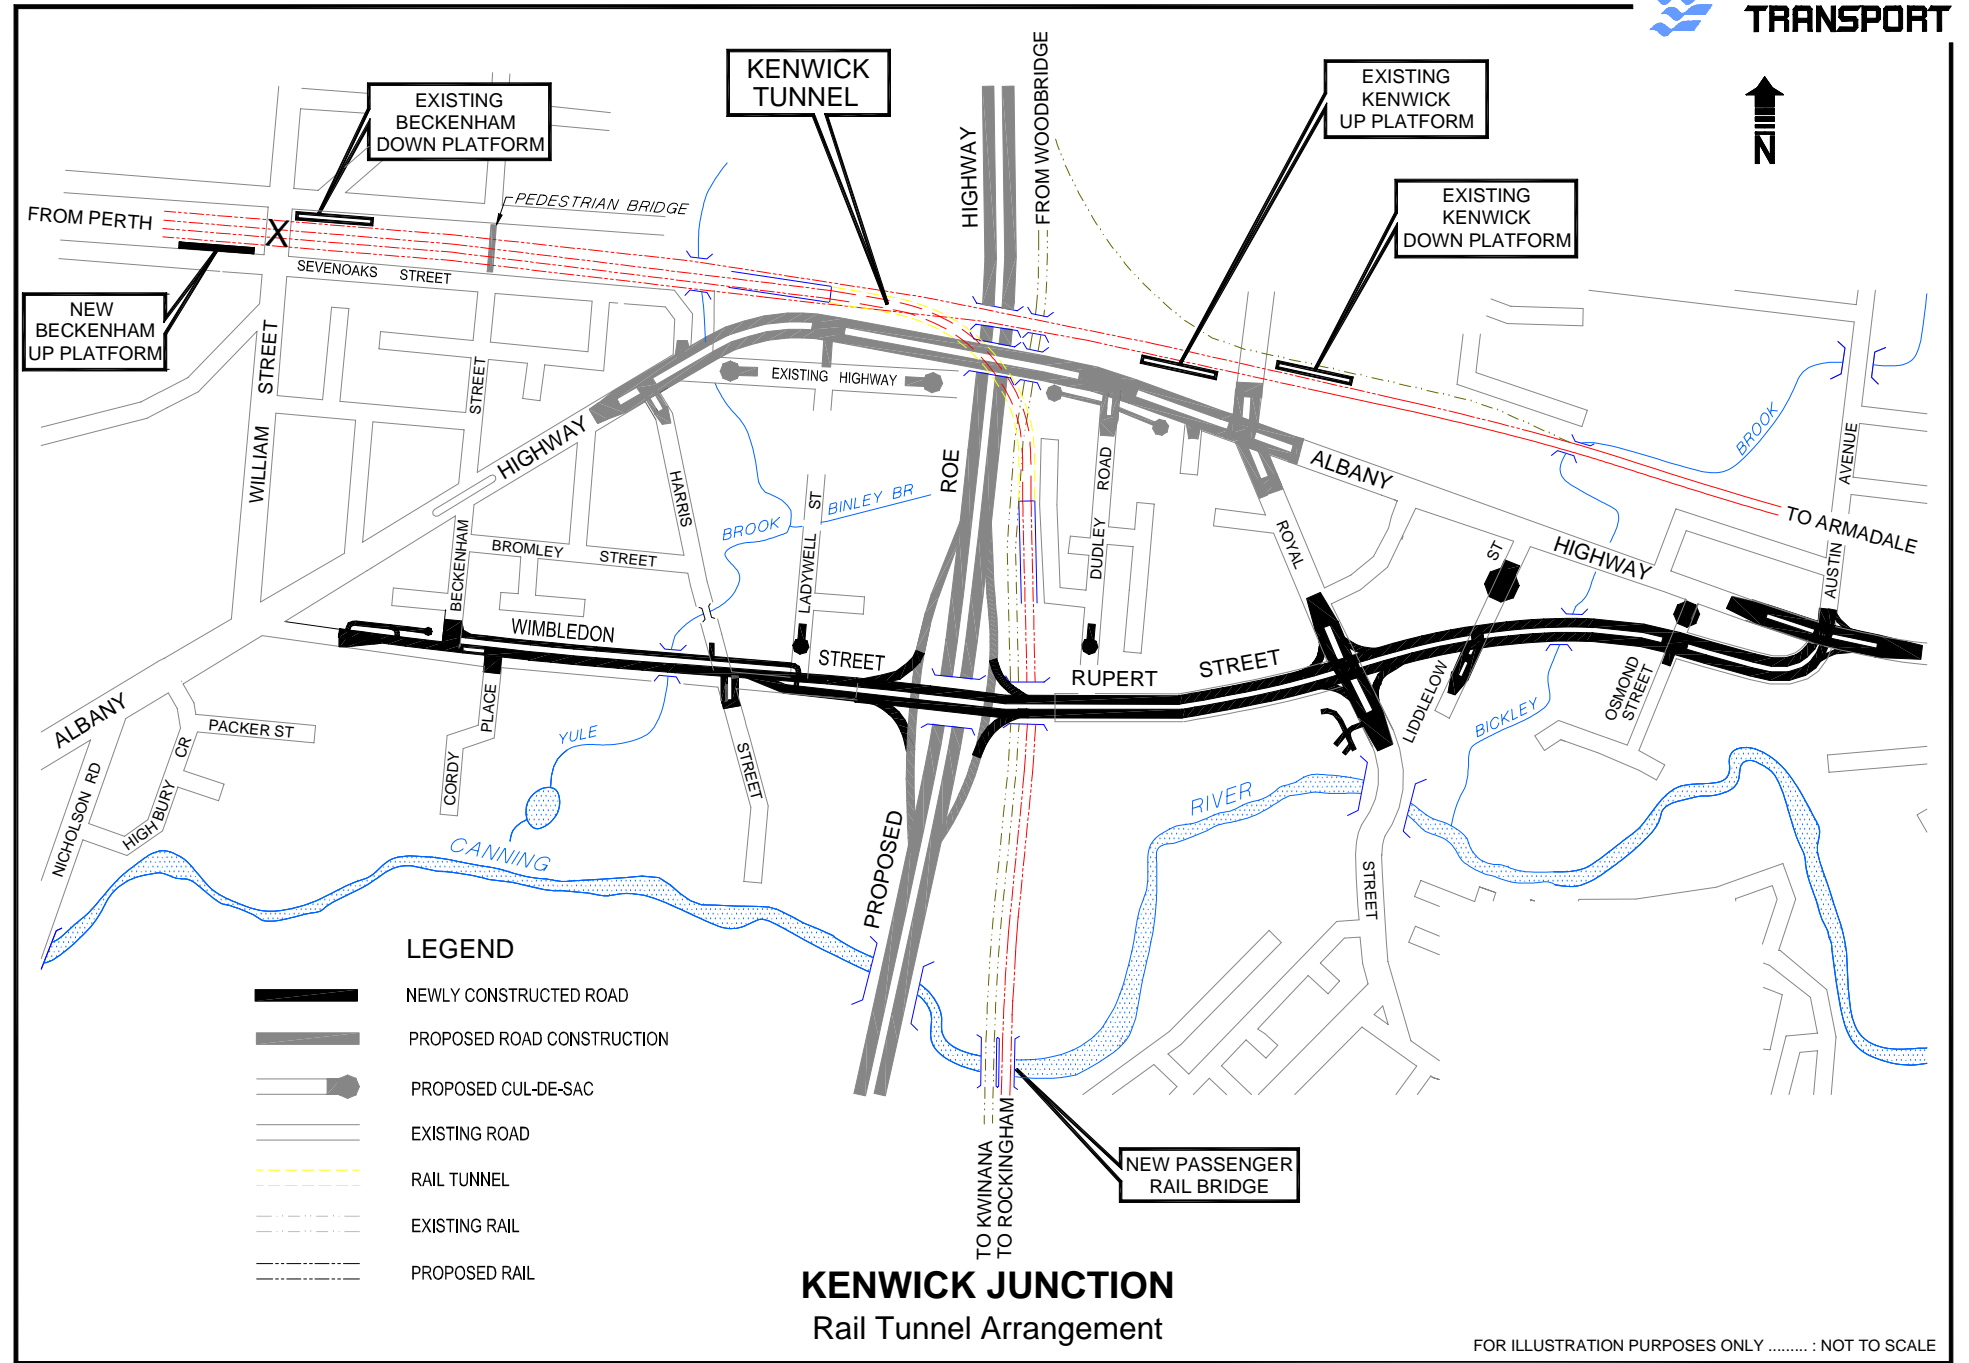 TRANSPORT
KENWICK
TUNNEL
EXISTING
BECKENHAM
DOWN PLATFORM
EXISTING
KENWICK
UP PLATFORM
N
EXISTING
KENWICK
DOWN PLATFORM
HIGHWAY
FROM WOODBRIDGE
PEDESTRIAN BRIDGE
FROM PERTH
X
SEVENOAKS STREET
NEW
BECKENHAM
UP PLATFORM
WILLIAM STREET
STREET
EXISTING HIGHWAY
HIGHWAY
ROE
ROAD
ALBANY
BROOK
AVENUE
HARRIS
BINLEY BR
BROOK
LADYWELL ST
BECKENHAM
BROMLEY STREET
DUDLEY
ROYAL
ST
HIGHWAY
TO ARMADALE
AUSTIN
WIMBLEDON
STREET
RUPERT
STREET
LIDDELOW
OSMOND
STREET
ALBANY
PACKER ST
PLACE
CORDY
YULE
STREET
BICKLEY
NICHOLSON RD
HIGHBURY CR
CANNING
RIVER
PROPOSED
STREET
LEGEND
NEWLY CONSTRUCTED ROAD
PROPOSED ROAD CONSTRUCTION
PROPOSED CUL-DE-SAC
EXISTING ROAD
RAIL TUNNEL
EXISTING RAIL
PROPOSED RAIL
TO KWINANA
TO ROCKINGHAM
NEW PASSENGER
RAIL BRIDGE
KENWICK JUNCTION
Rail Tunnel Arrangement
FOR ILLUSTRATION PURPOSES ONLY ......... : NOT TO SCALE